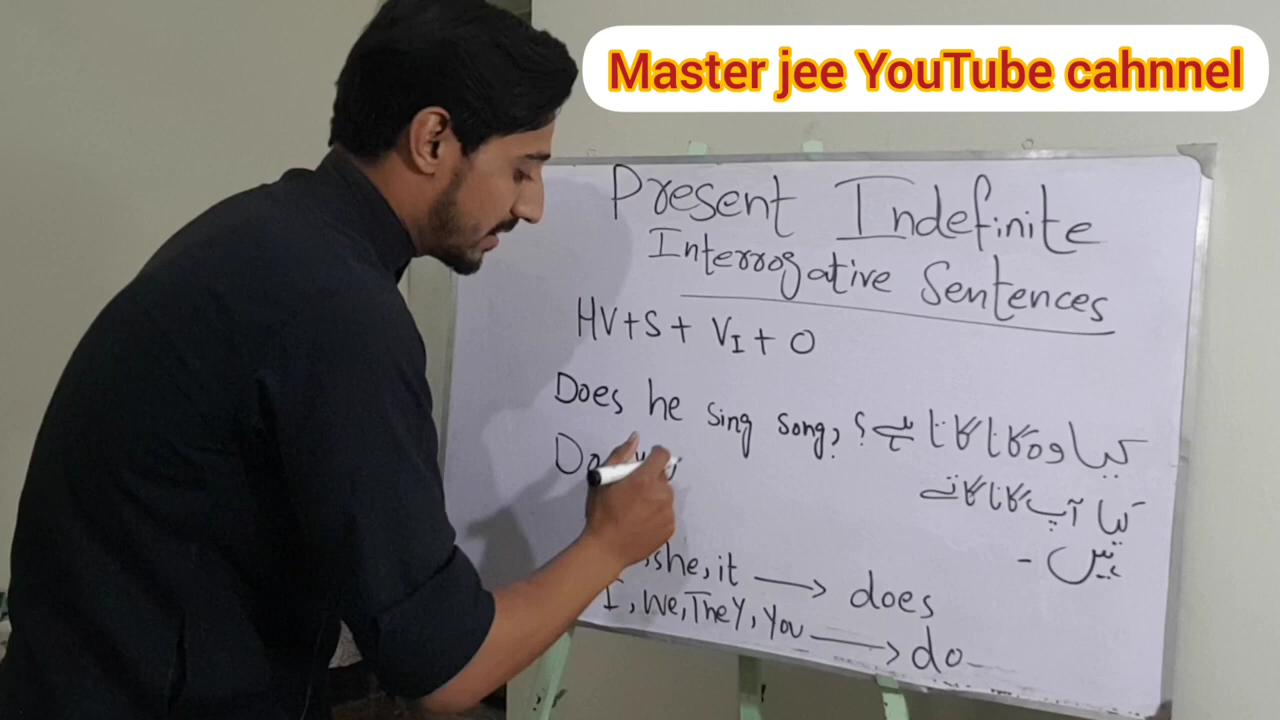 Master jee YouTube cahnnel
Present Indefinite
Interrogative Sentences
HV+S+ VI+ O
Does he sing song? کیا وہ گانا گاتا ہے؟
Do
کیا آپ گانا گاتے
ہیں -
,she, it → does
I, We, They, You → do